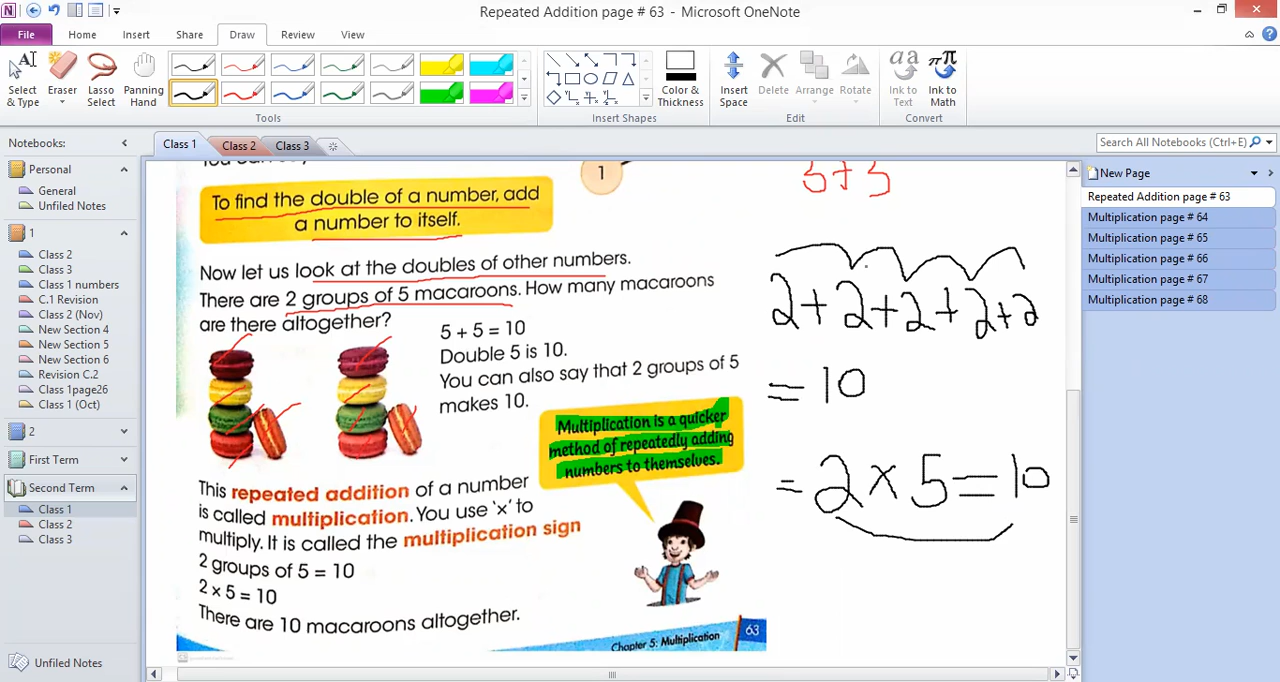 Repeated Addition page # 63 - Microsoft OneNote
File
Home
Insert
Share
Draw
Review
View
Select & Type
Eraser
Lasso Select
Panning Hand
Color & Thickness
Insert Space
Delete
Arrange
Rotate
Ink to Text
Ink to Math
Tools
Insert Shapes
Edit
Convert
Notebooks:
Class 1
Class 2
Class 3
Search All Notebooks (Ctrl+E)
Personal
General
Unfiled Notes
1
Class 2
Class 3
Class 1 numbers
C.1 Revision
Class 2 (Nov)
New Section 4
New Section 5
New Section 6
Revision C.2
Class 1page26
Class 1 (Oct)
2
First Term
Second Term
Class 1
Class 2
Class 3
Unfiled Notes
1
To find the double of a number, add
a number to itself.
Now let us look at the doubles of other numbers.
There are 2 groups of 5 macaroons. How many macaroons
are there altogether?
5 + 5 = 10
Double 5 is 10.
You can also say that 2 groups of 5
makes 10.
Multiplication is a quicker
method of repeatedly adding
numbers to themselves.
This repeated addition of a number
is called multiplication. You use ‘x’ to
multiply. It is called the multiplication sign
2 groups of 5 = 10
2 × 5 = 10
There are 10 macaroons altogether.
Chapter 5: Multiplication 63
5+5
2+2+2+2+2
= 10
= 2 × 5 = 10
New Page
Repeated Addition page # 63
Multiplication page # 64
Multiplication page # 65
Multiplication page # 66
Multiplication page # 67
Multiplication page # 68